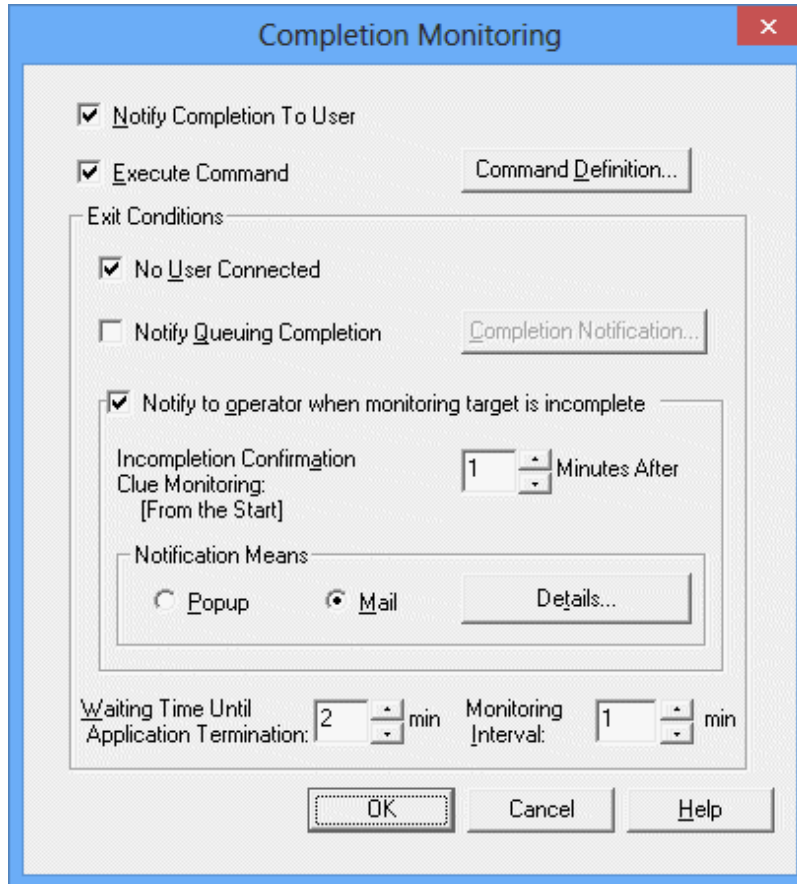 Completion Monitoring
Notify Completion To User
Execute Command
Command Definition...
Exit Conditions
No User Connected
Notify Queuing Completion
Completion Notification...
Notify to operator when monitoring target is incomplete
Incompletion Confirmation
Clue Monitoring:
[From the Start]
1 Minutes After
Notification Means
Popup
Mail
Details...
Waiting Time Until
Application Termination:
2 min
Monitoring
Interval:
1 min
OK
Cancel
Help